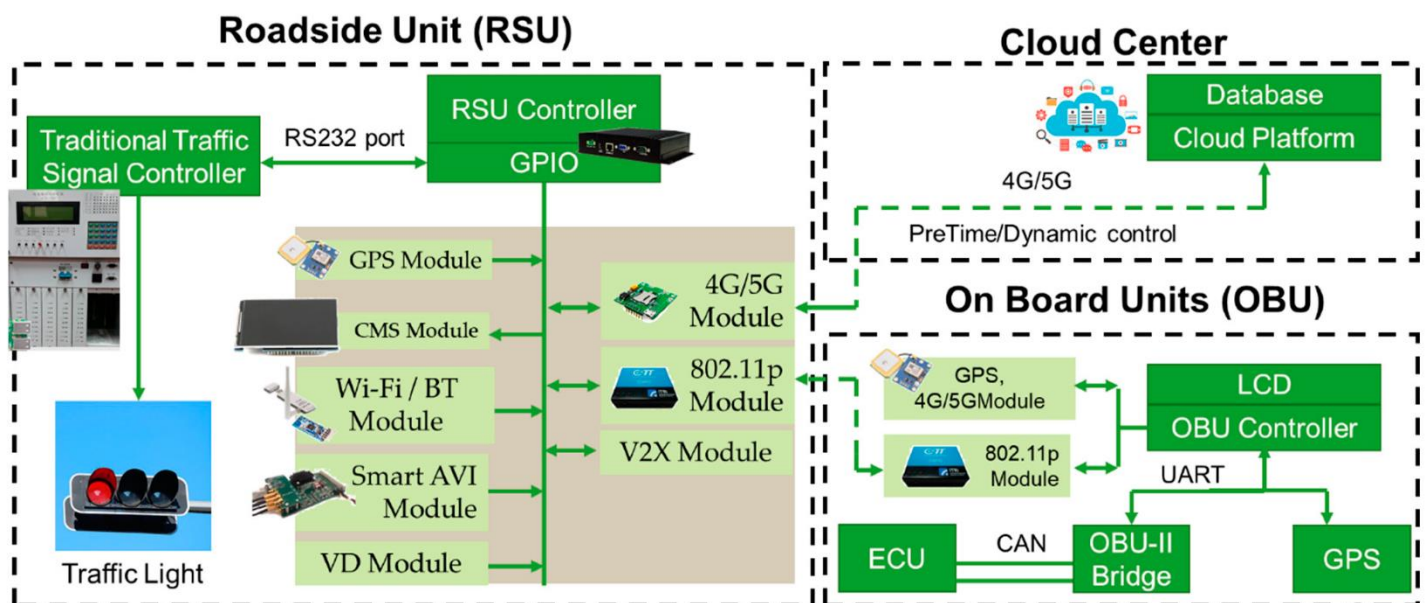 Roadside Unit (RSU)
RSU Controller
GPIO
RS232 port
Traditional Traffic
Signal Controller
GPS Module
CMS Module
Wi-Fi / BT
Module
Smart AVI
Module
VD Module
4G/5G
Module
802.11p
Module
V2X Module
Traffic Light
Cloud Center
Database
Cloud Platform
4G/5G
PreTime/Dynamic control
On Board Units (OBU)
GPS,
4G/5GModule
802.11p
Module
LCD
OBU Controller
UART
ECU
CAN
OBU-II
Bridge
GPS